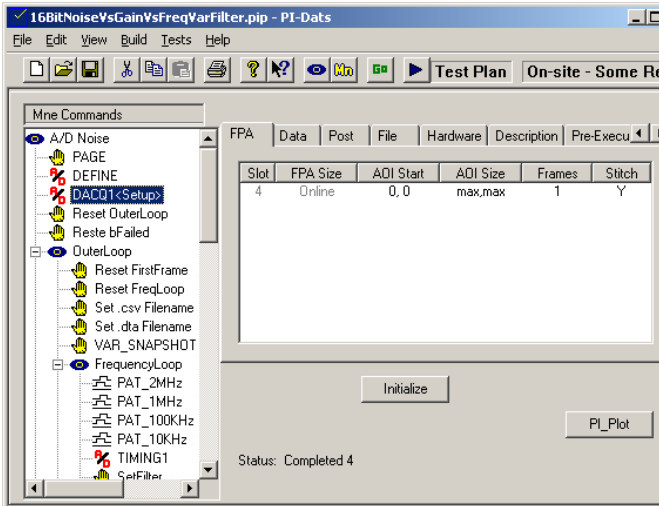 16BitNoiseVsGainVsFreqVarFilter.pip - PI-Dats
File Edit View Build Tests Help
Go Test Plan On-site - Some
Mne Commands
A/D Noise
PAGE
DEFINE
DACQ1<Setup>
Reset OuterLoop
Reste bFailed
OuterLoop
Reset FirstFrame
Reset FreqLoop
Set .csv Filename
Set .dta Filename
VAR_SNAPSHOT
FrequencyLoop
PAT_2MHz
PAT_1MHz
PAT_100KHz
PAT_10KHz
TIMING1
SetFilter
FPA Data Post File Hardware Description Pre-Execu
Slot FPA Size AOI Start AOI Size Frames Stitch
4 Online 0, 0 max,max 1 Y
Initialize
PI_Plot
Status: Completed 4